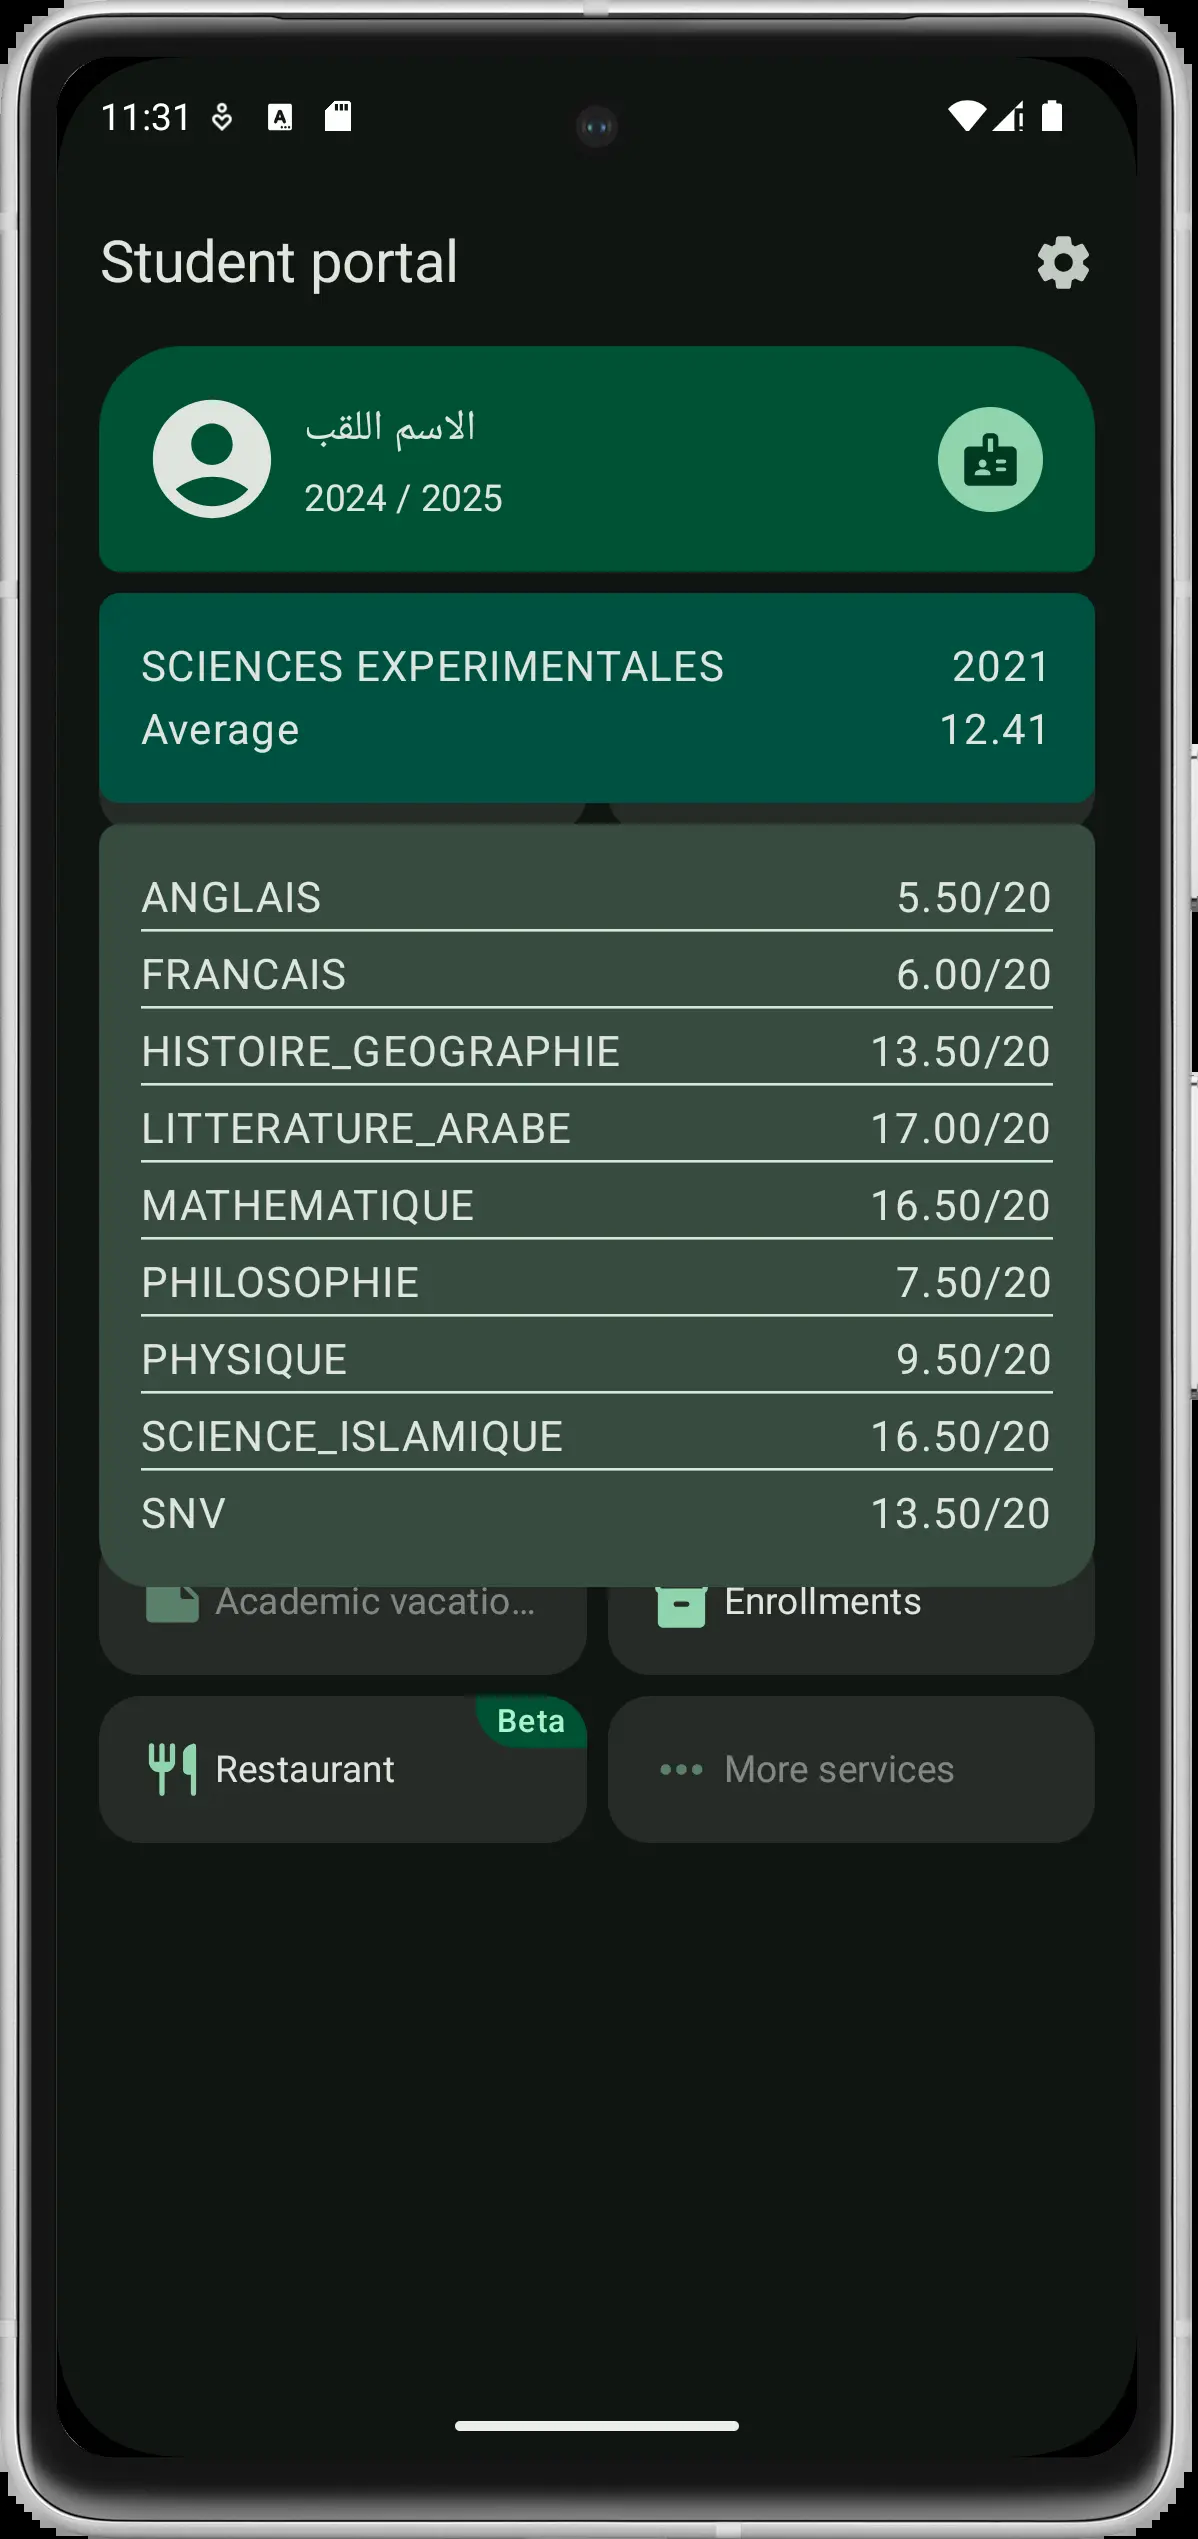 11:31
Student portal
الاسم اللقب
2024 / 2025
SCIENCES EXPERIMENTALES 2021
Average 12.41
ANGLAIS 5.50/20
FRANCAIS 6.00/20
HISTOIRE_GEOGRAPHIE 13.50/20
LITTERATURE_ARABE 17.00/20
MATHEMATIQUE 16.50/20
PHILOSOPHIE 7.50/20
PHYSIQUE 9.50/20
SCIENCE_ISLAMIQUE 16.50/20
SNV 13.50/20
Academic vacatio... Enrollments
Beta
Restaurant More services